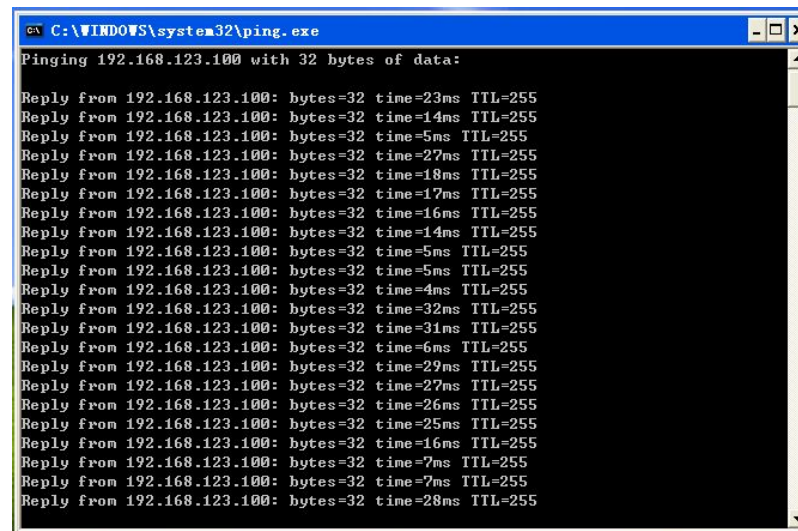 C:\WINDOWS\system32\ping.exe
Pinging 192.168.123.100 with 32 bytes of data:
Reply from 192.168.123.100: bytes=32 time=23ms TTL=255
Reply from 192.168.123.100: bytes=32 time=14ms TTL=255
Reply from 192.168.123.100: bytes=32 time=5ms TTL=255
Reply from 192.168.123.100: bytes=32 time=27ms TTL=255
Reply from 192.168.123.100: bytes=32 time=18ms TTL=255
Reply from 192.168.123.100: bytes=32 time=17ms TTL=255
Reply from 192.168.123.100: bytes=32 time=16ms TTL=255
Reply from 192.168.123.100: bytes=32 time=14ms TTL=255
Reply from 192.168.123.100: bytes=32 time=5ms TTL=255
Reply from 192.168.123.100: bytes=32 time=5ms TTL=255
Reply from 192.168.123.100: bytes=32 time=4ms TTL=255
Reply from 192.168.123.100: bytes=32 time=32ms TTL=255
Reply from 192.168.123.100: bytes=32 time=31ms TTL=255
Reply from 192.168.123.100: bytes=32 time=6ms TTL=255
Reply from 192.168.123.100: bytes=32 time=29ms TTL=255
Reply from 192.168.123.100: bytes=32 time=27ms TTL=255
Reply from 192.168.123.100: bytes=32 time=26ms TTL=255
Reply from 192.168.123.100: bytes=32 time=25ms TTL=255
Reply from 192.168.123.100: bytes=32 time=16ms TTL=255
Reply from 192.168.123.100: bytes=32 time=7ms TTL=255
Reply from 192.168.123.100: bytes=32 time=7ms TTL=255
Reply from 192.168.123.100: bytes=32 time=28ms TTL=255